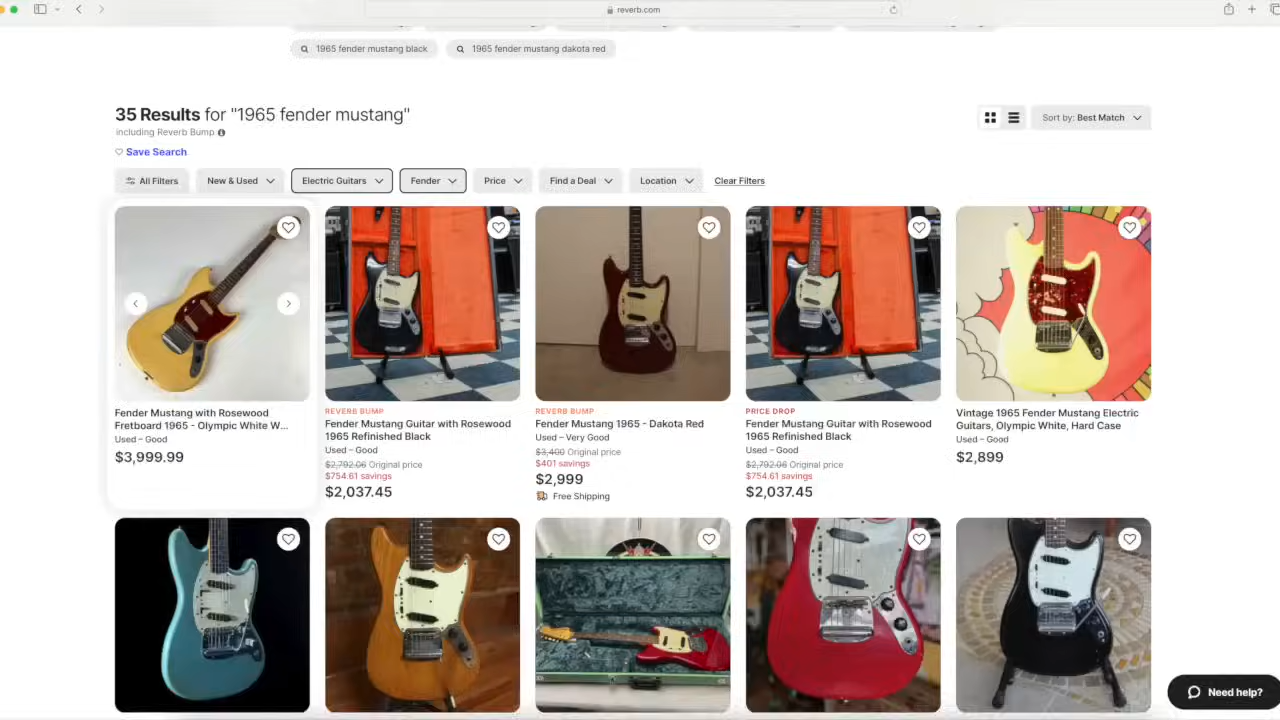 reverb.com
1965 fender mustang black
1965 fender mustang dakota red
35 Results for "1965 fender mustang"
including Reverb Bump
Save Search
Sort by: Best Match
All Filters
New & Used
Electric Guitars
Fender
Price
Find a Deal
Location
Clear Filters
Fender Mustang with Rosewood
Fretboard 1965 - Olympic White W...
Used – Good
$3,999.99
REVERB BUMP
Fender Mustang Guitar with Rosewood
1965 Refinished Black
Used – Good
$2,792.06 Original price
$754.61 savings
$2,037.45
REVERB BUMP
Fender Mustang 1965 - Dakota Red
Used – Very Good
$3,400 Original price
$401 savings
$2,999
Free Shipping
PRICE DROP
Fender Mustang Guitar with Rosewood
1965 Refinished Black
Used – Good
$2,792.06 Original price
$754.61 savings
$2,037.45
Vintage 1965 Fender Mustang Electric
Guitars, Olympic White, Hard Case
Used – Good
$2,899
Need help?